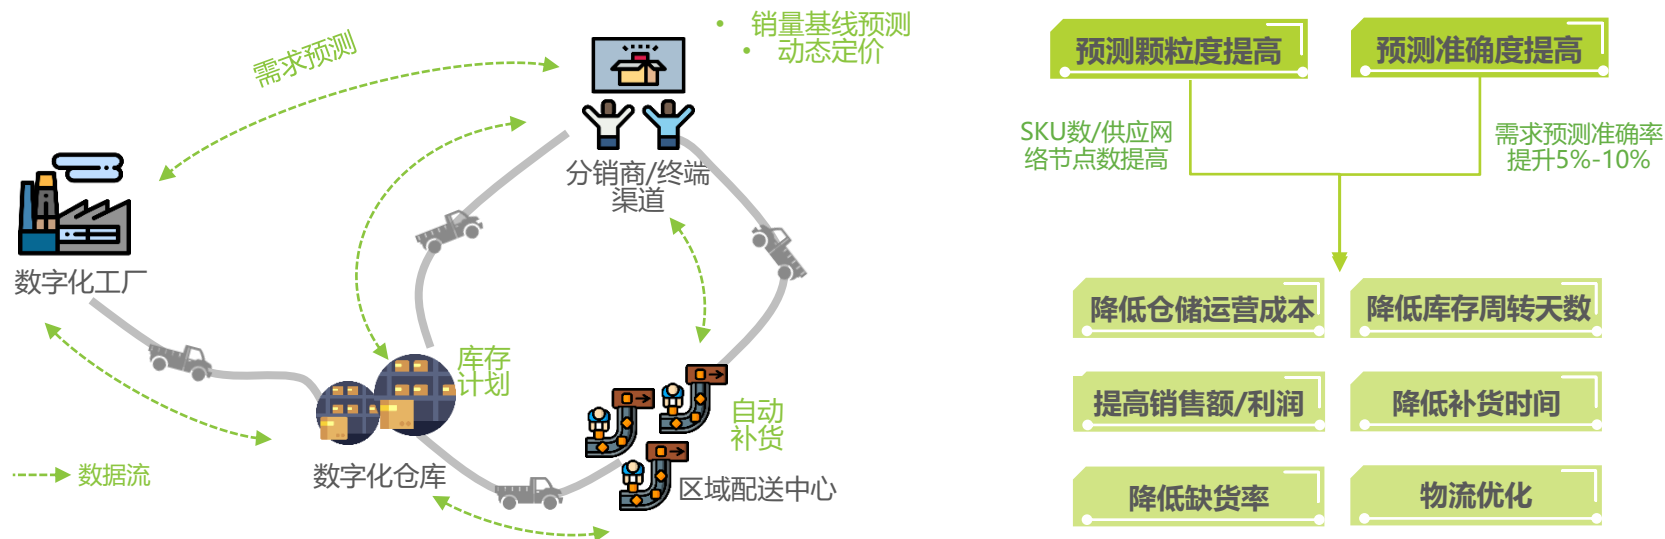 需求预测
• 销量基线预测
• 动态定价
分销商/终端
渠道
数字化工厂
库存
计划
自动
补货
数字化仓库
区域配送中心
数据流
预测颗粒度提高
预测准确度提高
SKU数/供应网
络节点数提高
需求预测准确率
提升5%-10%
降低仓储运营成本
降低库存周转天数
提高销售额/利润
降低补货时间
降低缺货率
物流优化